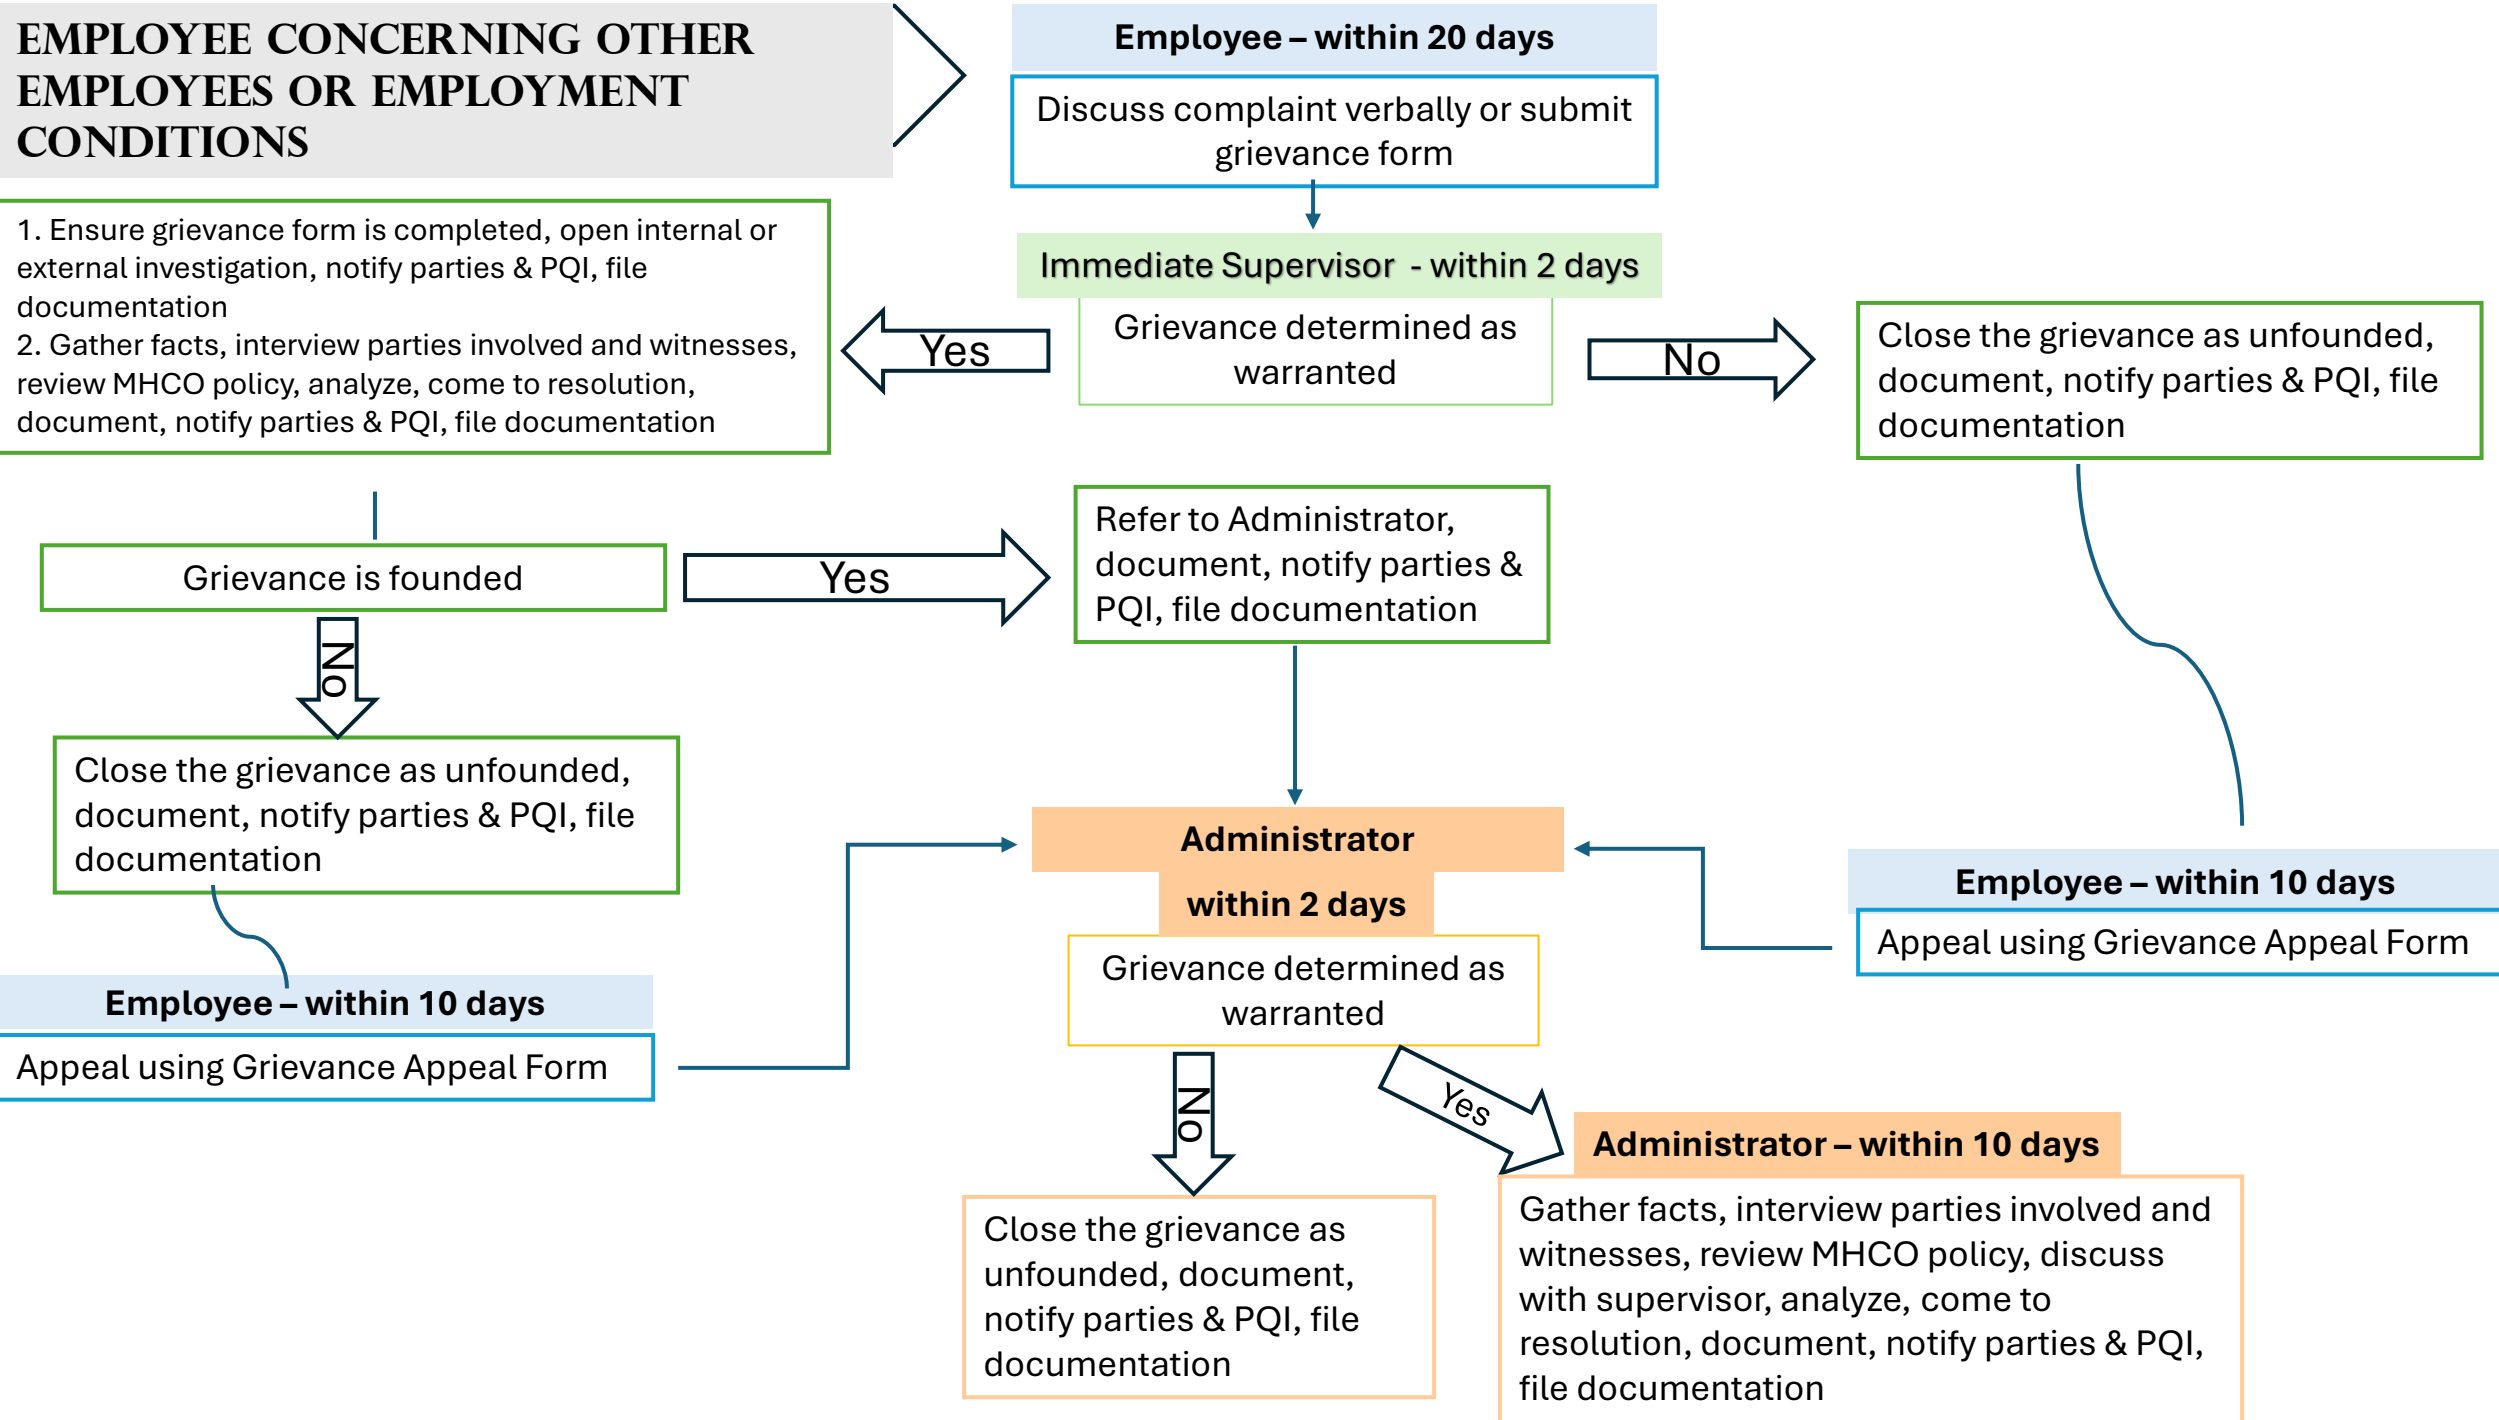 EMPLOYEE CONCERNING OTHER
EMPLOYEES OR EMPLOYMENT
CONDITIONS
Employee – within 20 days
Discuss complaint verbally or submit
grievance form
Immediate Supervisor - within 2 days
Grievance determined as
warranted
Yes
No
1. Ensure grievance form is completed, open internal or
external investigation, notify parties & PQI, file
documentation
2. Gather facts, interview parties involved and witnesses,
review MHCO policy, analyze, come to resolution,
document, notify parties & PQI, file documentation
Close the grievance as unfounded,
document, notify parties & PQI, file
documentation
Grievance is founded
Yes
Refer to Administrator,
document, notify parties &
PQI, file documentation
No
Close the grievance as unfounded,
document, notify parties & PQI, file
documentation
Employee – within 10 days
Appeal using Grievance Appeal Form
Administrator
within 2 days
Grievance determined as
warranted
Employee – within 10 days
Appeal using Grievance Appeal Form
No
Yes
Close the grievance as
unfounded, document,
notify parties & PQI, file
documentation
Administrator – within 10 days
Gather facts, interview parties involved and
witnesses, review MHCO policy, discuss
with supervisor, analyze, come to
resolution, document, notify parties & PQI,
file documentation